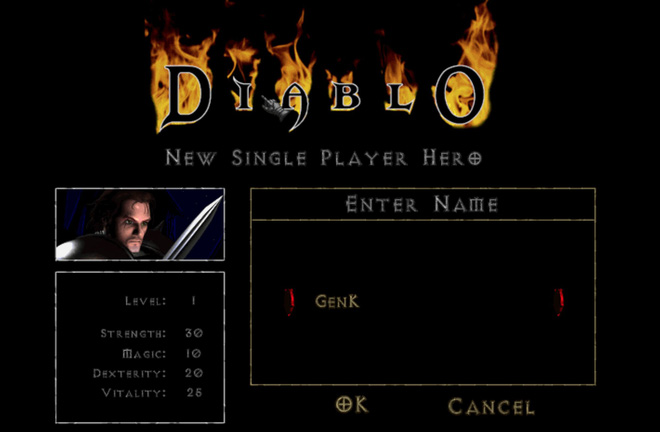 Diablo
New Single Player Hero
Enter Name
Level: 1
GenK
Strength: 30
Magic: 10
Dexterity: 20
Vitality: 25
OK Cancel